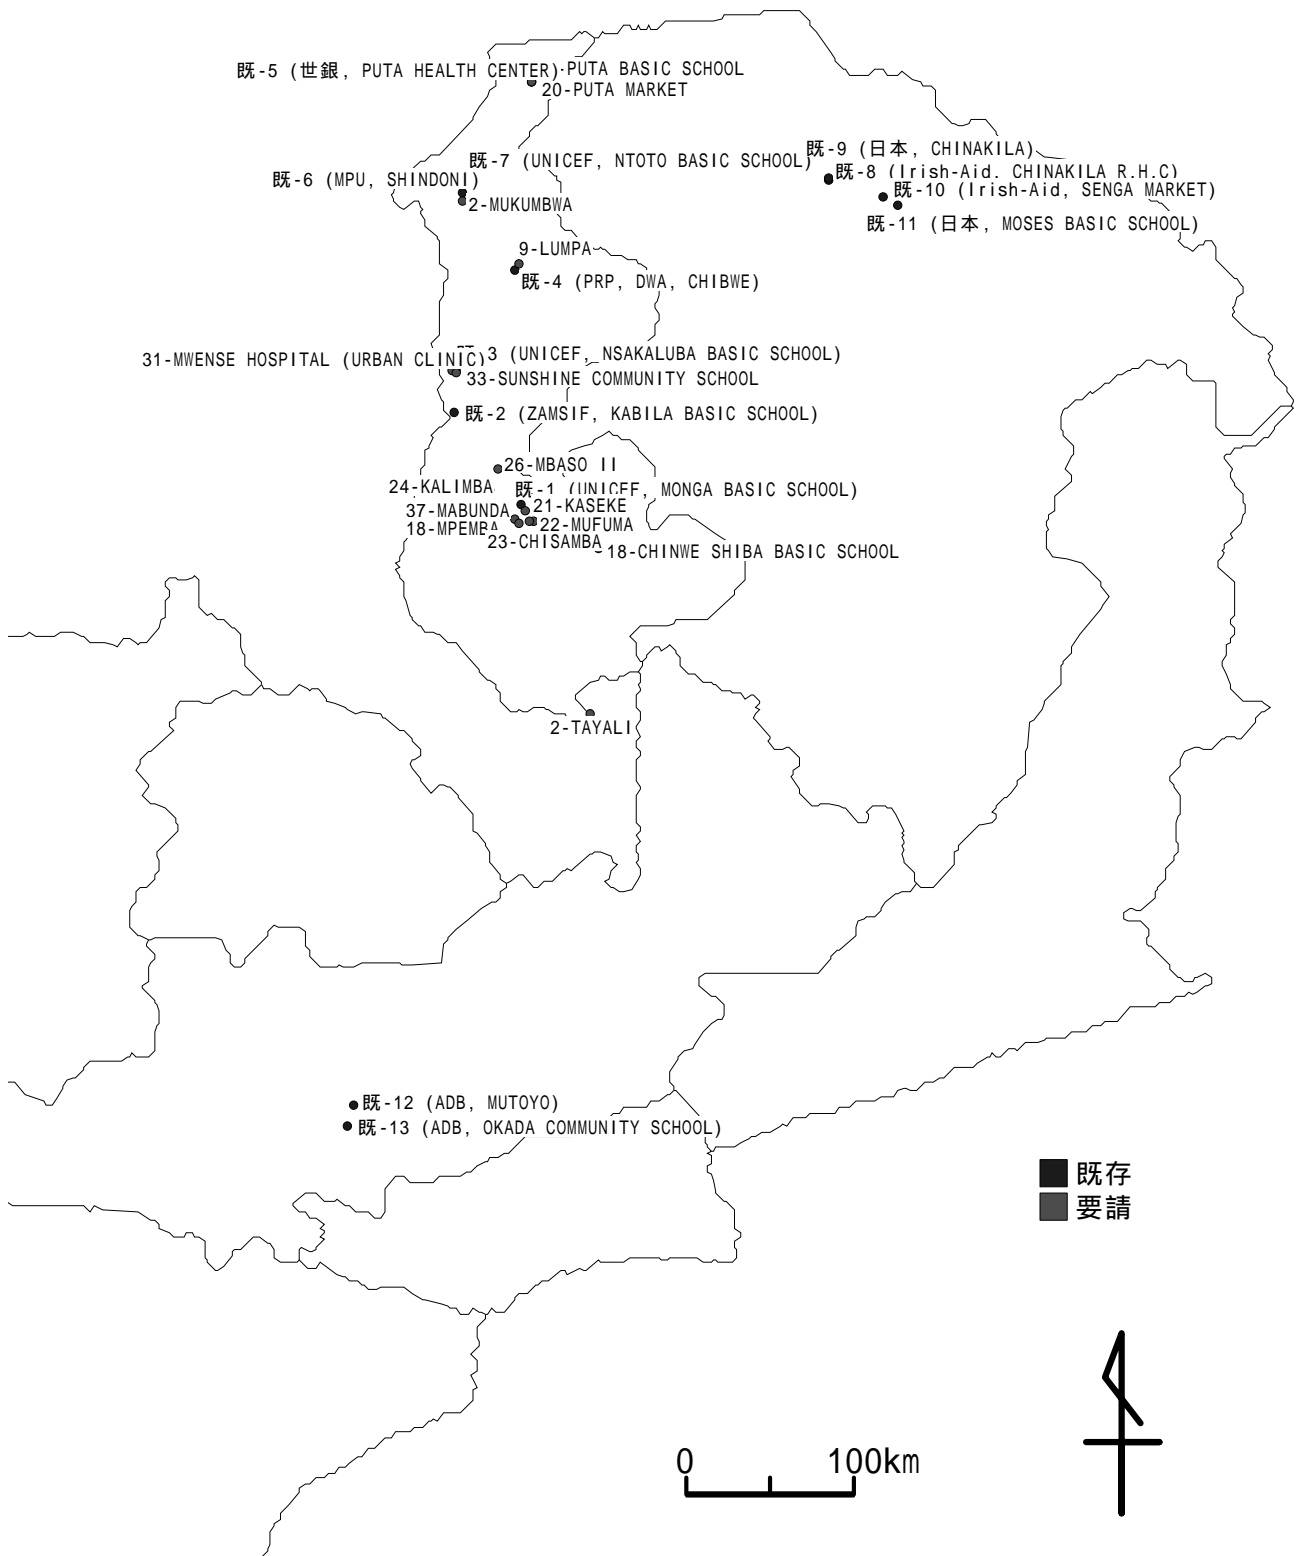 既-5 (世銀, PUTA HEALTH CENTER)
PUTA BASIC SCHOOL
20-PUTA MARKET
既-9 (日本, CHINAKILA)
既-7 (UNICEF, NTOTO BASIC SCHOOL)
既-8 (Irish-Aid. CHINAKILA R.H.C)
既-6 (MPU, SHINDONI)
既-10 (Irish-Aid, SENGA MARKET)
2-MUKUMBWA
既-11 (日本, MOSES BASIC SCHOOL)
9-LUMPA
既-4 (PRP, DWA, CHIBWE)
31-MWENSE HOSPITAL (URBAN CLINIC)
3 (UNICEF, NSAKALUBA BASIC SCHOOL)
33-SUNSHINE COMMUNITY SCHOOL
既-2 (ZAMSIF, KABILA BASIC SCHOOL)
26-MBASO II
24-KALIMBA
既-1 (UNICEF, MONGA BASIC SCHOOL)
21-KASEKE
37-MABUNDA
22-MUFUMA
18-MPEMBA
23-CHISAMBA
18-CHINWE SHIBA BASIC SCHOOL
2-TAYALI
既-12 (ADB, MUTOYO)
既-13 (ADB, OKADA COMMUNITY SCHOOL)
既存
要請
0 100km